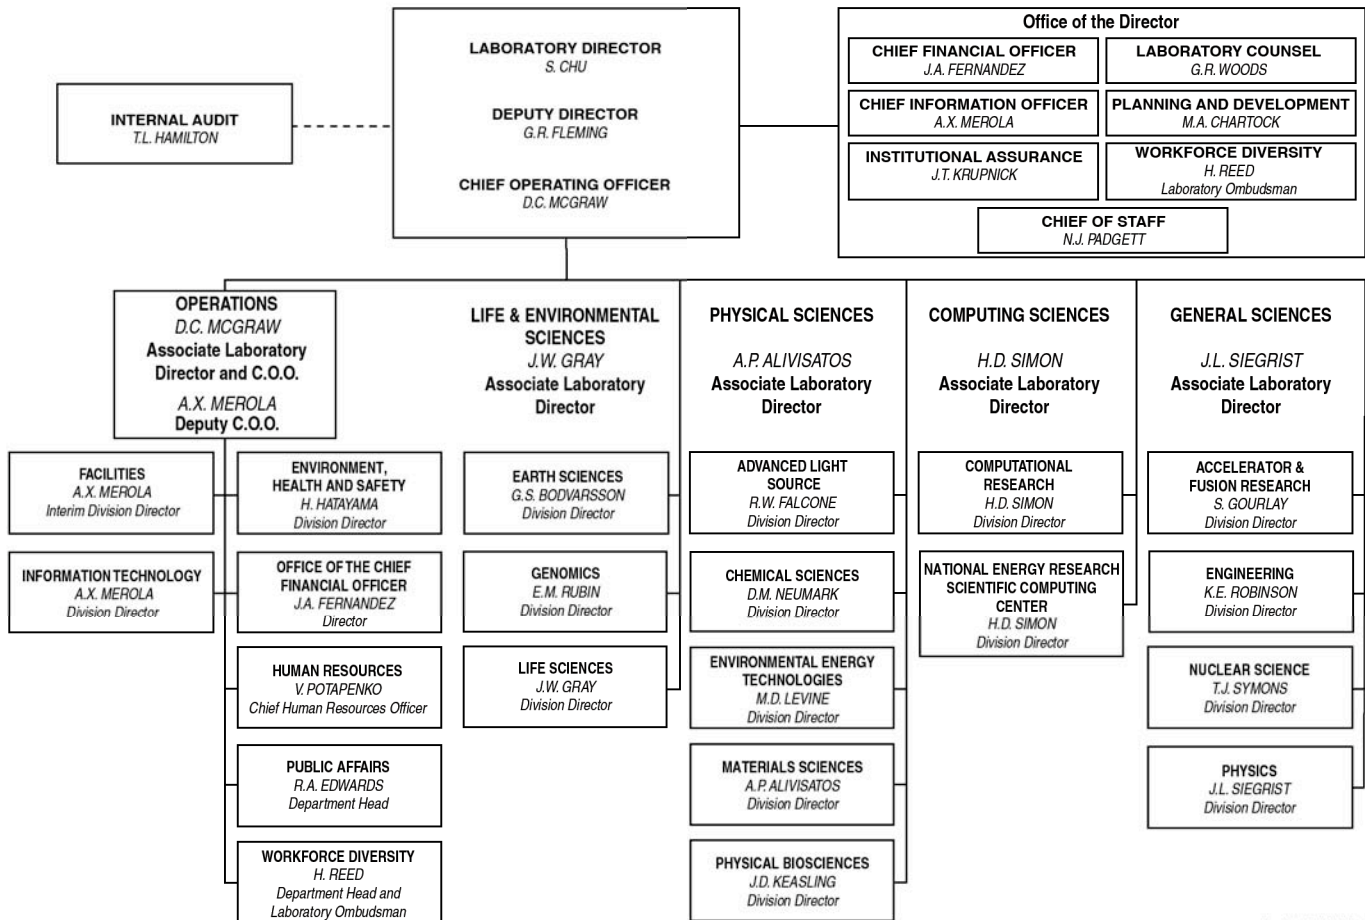 LABORATORY DIRECTOR
S. CHU
DEPUTY DIRECTOR
G.R. FLEMING
CHIEF OPERATING OFFICER
D.C. MCGRAW
INTERNAL AUDIT
T.L. HAMILTON
Office of the Director
CHIEF FINANCIAL OFFICER
J.A. FERNANDEZ
LABORATORY COUNSEL
G.R. WOODS
CHIEF INFORMATION OFFICER
A.X. MEROLA
PLANNING AND DEVELOPMENT
M.A. CHARTOCK
INSTITUTIONAL ASSURANCE
J.T. KRUPNICK
WORKFORCE DIVERSITY
H. REED
Laboratory Ombudsman
CHIEF OF STAFF
N.J. PADGETT
OPERATIONS
D.C. MCGRAW
Associate Laboratory
Director and C.O.O.
A.X. MEROLA
Deputy C.O.O.
FACILITIES
A.X. MEROLA
Interim Division Director
ENVIRONMENT,
HEALTH AND SAFETY
H. HATAYAMA
Division Director
INFORMATION TECHNOLOGY
A.X. MEROLA
Division Director
OFFICE OF THE CHIEF
FINANCIAL OFFICER
J.A. FERNANDEZ
Director
HUMAN RESOURCES
V. POTAPENKO
Chief Human Resources Officer
PUBLIC AFFAIRS
R.A. EDWARDS
Department Head
WORKFORCE DIVERSITY
H. REED
Department Head and
Laboratory Ombudsman
LIFE & ENVIRONMENTAL
SCIENCES
J.W. GRAY
Associate Laboratory
Director
EARTH SCIENCES
G.S. BODVARSSON
Division Director
GENOMICS
E.M. RUBIN
Division Director
LIFE SCIENCES
J.W. GRAY
Division Director
PHYSICAL SCIENCES
A.P. ALIVISATOS
Associate Laboratory
Director
ADVANCED LIGHT
SOURCE
R.W. FALCONE
Division Director
CHEMICAL SCIENCES
D.M. NEUMARK
Division Director
ENVIRONMENTAL ENERGY
TECHNOLOGIES
M.D. LEVINE
Division Director
MATERIALS SCIENCES
A.P. ALIVISATOS
Division Director
PHYSICAL BIOSCIENCES
J.D. KEASLING
Division Director
COMPUTING SCIENCES
H.D. SIMON
Associate Laboratory
Director
COMPUTATIONAL
RESEARCH
H.D. SIMON
Division Director
NATIONAL ENERGY RESEARCH
SCIENTIFIC COMPUTING
CENTER
H.D. SIMON
Division Director
GENERAL SCIENCES
J.L. SIEGRIST
Associate Laboratory
Director
ACCELERATOR &
FUSION RESEARCH
S. GOURLAY
Division Director
ENGINEERING
K.E. ROBINSON
Division Director
NUCLEAR SCIENCE
T.J. SYMONS
Division Director
PHYSICS
J.L. SIEGRIST
Division Director